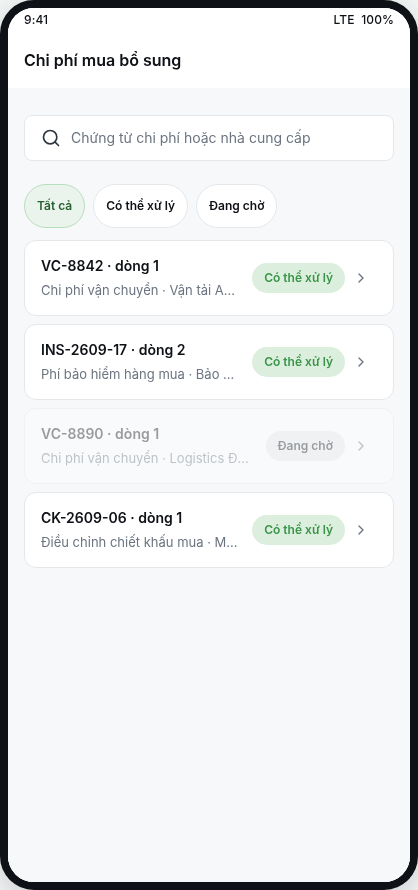 9:41
LTE 100%
Chi phí mua bổ sung
Chứng từ chi phí hoặc nhà cung cấp
Tất cả
Có thể xử lý
Đang chờ
VC-8842 · dòng 1
Chi phí vận chuyển · Vận tải A...
Có thể xử lý
INS-2609-17 · dòng 2
Phí bảo hiểm hàng mua · Bảo ...
Có thể xử lý
VC-8890 · dòng 1
Chi phí vận chuyển · Logistics Đ...
Đang chờ
CK-2609-06 · dòng 1
Điều chỉnh chiết khấu mua · M...
Có thể xử lý